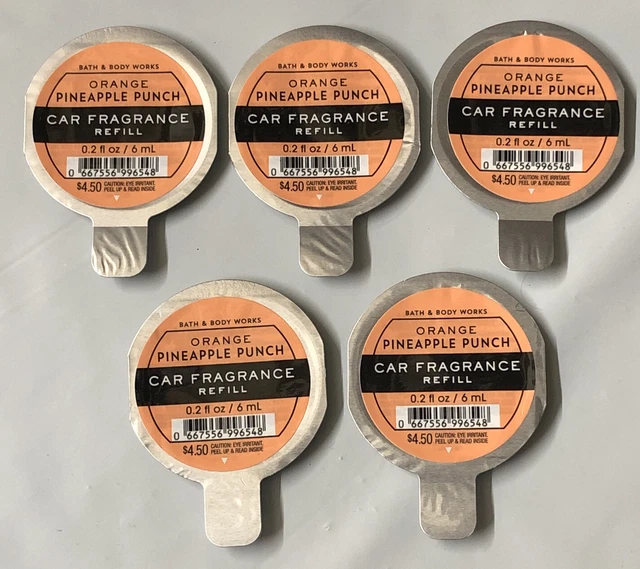 BATH & BODY WORKS
ORANGE
PINEAPPLE PUNCH
CAR FRAGRANCE
REFILL
0.2 fl oz / 6 mL
0 667556 996548
$4.50 CAUTION: EYE IRRITANT.
PEEL UP & READ INSIDE
BATH & BODY WORKS
ORANGE
PINEAPPLE PUNCH
CAR FRAGRANCE
REFILL
0.2 fl oz / 6 mL
0 667556 996548
$4.50 CAUTION: EYE IRRITANT.
PEEL UP & READ INSIDE
BATH & BODY WORKS
ORANGE
PINEAPPLE PUNCH
CAR FRAGRANCE
REFILL
0.2 fl oz / 6 mL
0 667556 996548
$4.50 CAUTION: EYE IRRITANT.
PEEL UP & READ INSIDE
BATH & BODY WORKS
ORANGE
PINEAPPLE PUNCH
CAR FRAGRANCE
REFILL
0.2 fl oz / 6 mL
0 667556 996548
$4.50 CAUTION: EYE IRRITANT.
PEEL UP & READ INSIDE
BATH & BODY WORKS
ORANGE
PINEAPPLE PUNCH
CAR FRAGRANCE
REFILL
0.2 fl oz / 6 mL
0 667556 996548
$4.50 CAUTION: EYE IRRITANT.
PEEL UP & READ INSIDE